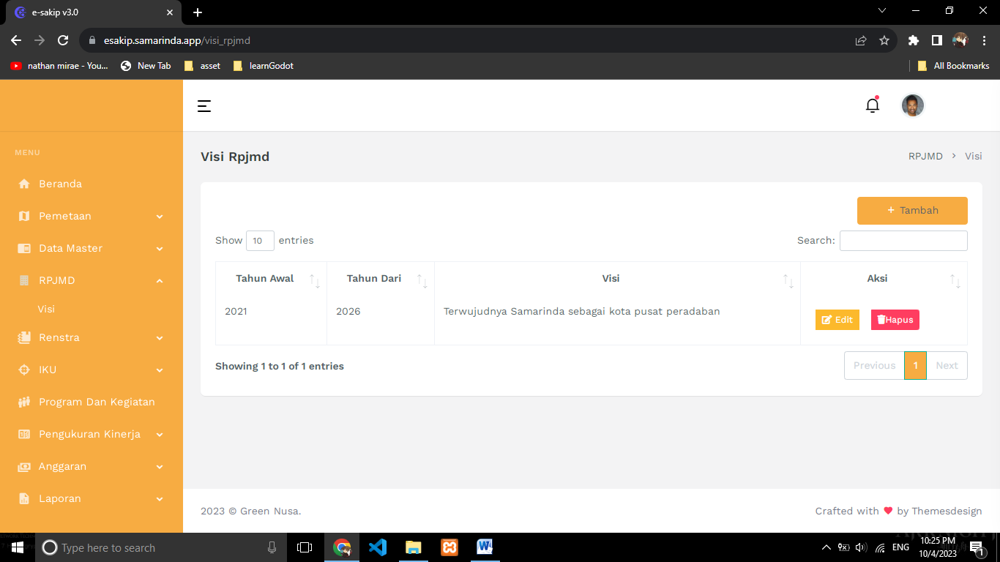 e-sakip v3.0
esakip.samarinda.app/visi_rpjmd
nathan mirae - You... New Tab asset learnGodot All Bookmarks
MENU
Beranda
Pemetaan
Data Master
RPJMD
Visi
Renstra
IKU
Program Dan Kegiatan
Pengukuran Kinerja
Anggaran
Laporan
Visi Rpjmd
RPJMD > Visi
+ Tambah
Show 10 entries Search:
Tahun Awal Tahun Dari Visi Aksi
2021 2026 Terwujudnya Samarinda sebagai kota pusat peradaban Edit Hapus
Showing 1 to 1 of 1 entries Previous 1 Next
2023 © Green Nusa. Crafted with ❤ by Themesdesign
Type here to search
ENG
10:25 PM
10/4/2023
1